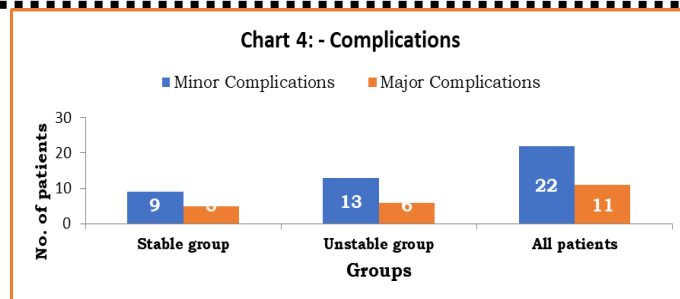 Chart 4: - Complications
Minor Complications
Major Complications
No. of patients
30
20
10
0
9
13
6
22
11
Stable group
Unstable group
All patients
Groups